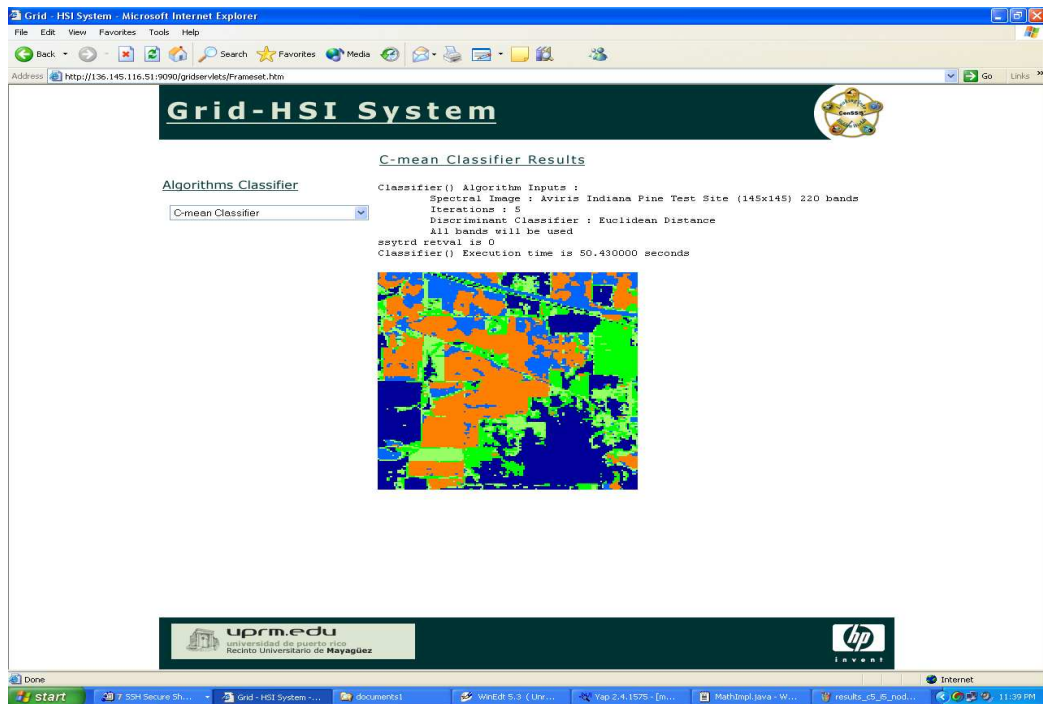 Grid - HSI System - Microsoft Internet Explorer
File Edit View Favorites Tools Help
Back Search Favorites Media
Address http://136.145.116.51:9090/gridservlets/Frameset.htm Go Links »
Grid-HSI System
CenSSIS
C-mean Classifier Results
Algorithms Classifier
C-mean Classifier
Classifier() Algorithm Inputs :
Spectral Image : Aviris Indiana Pine Test Site (145x145) 220 bands
Iterations : 5
Discriminant Classifier : Euclidean Distance
All bands will be used
ssytrd retval is 0
Classifier() Execution time is 50.430000 seconds
uprm.edu
universidad de puerto rico
Recinto Universitario de Mayagüez
hp
invent
Done Internet
start 7 SSH Secure Sh... Grid - HSI System -... documents1 WinEdt 5.3 (Unr... Yap 2.4.1575 - [m... MathImpl.java - W... results_c5_i5_nod... 11:39 PM